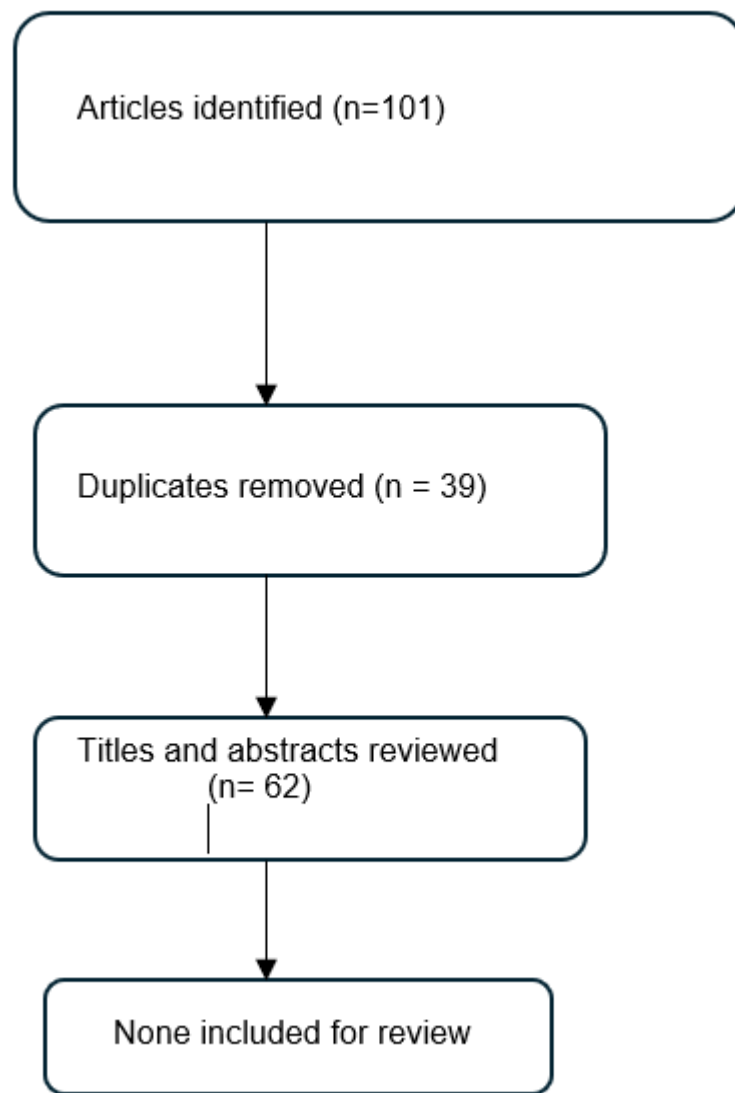 Articles identified (n=101)
Duplicates removed (n = 39)
Titles and abstracts reviewed
(n= 62)
None included for review